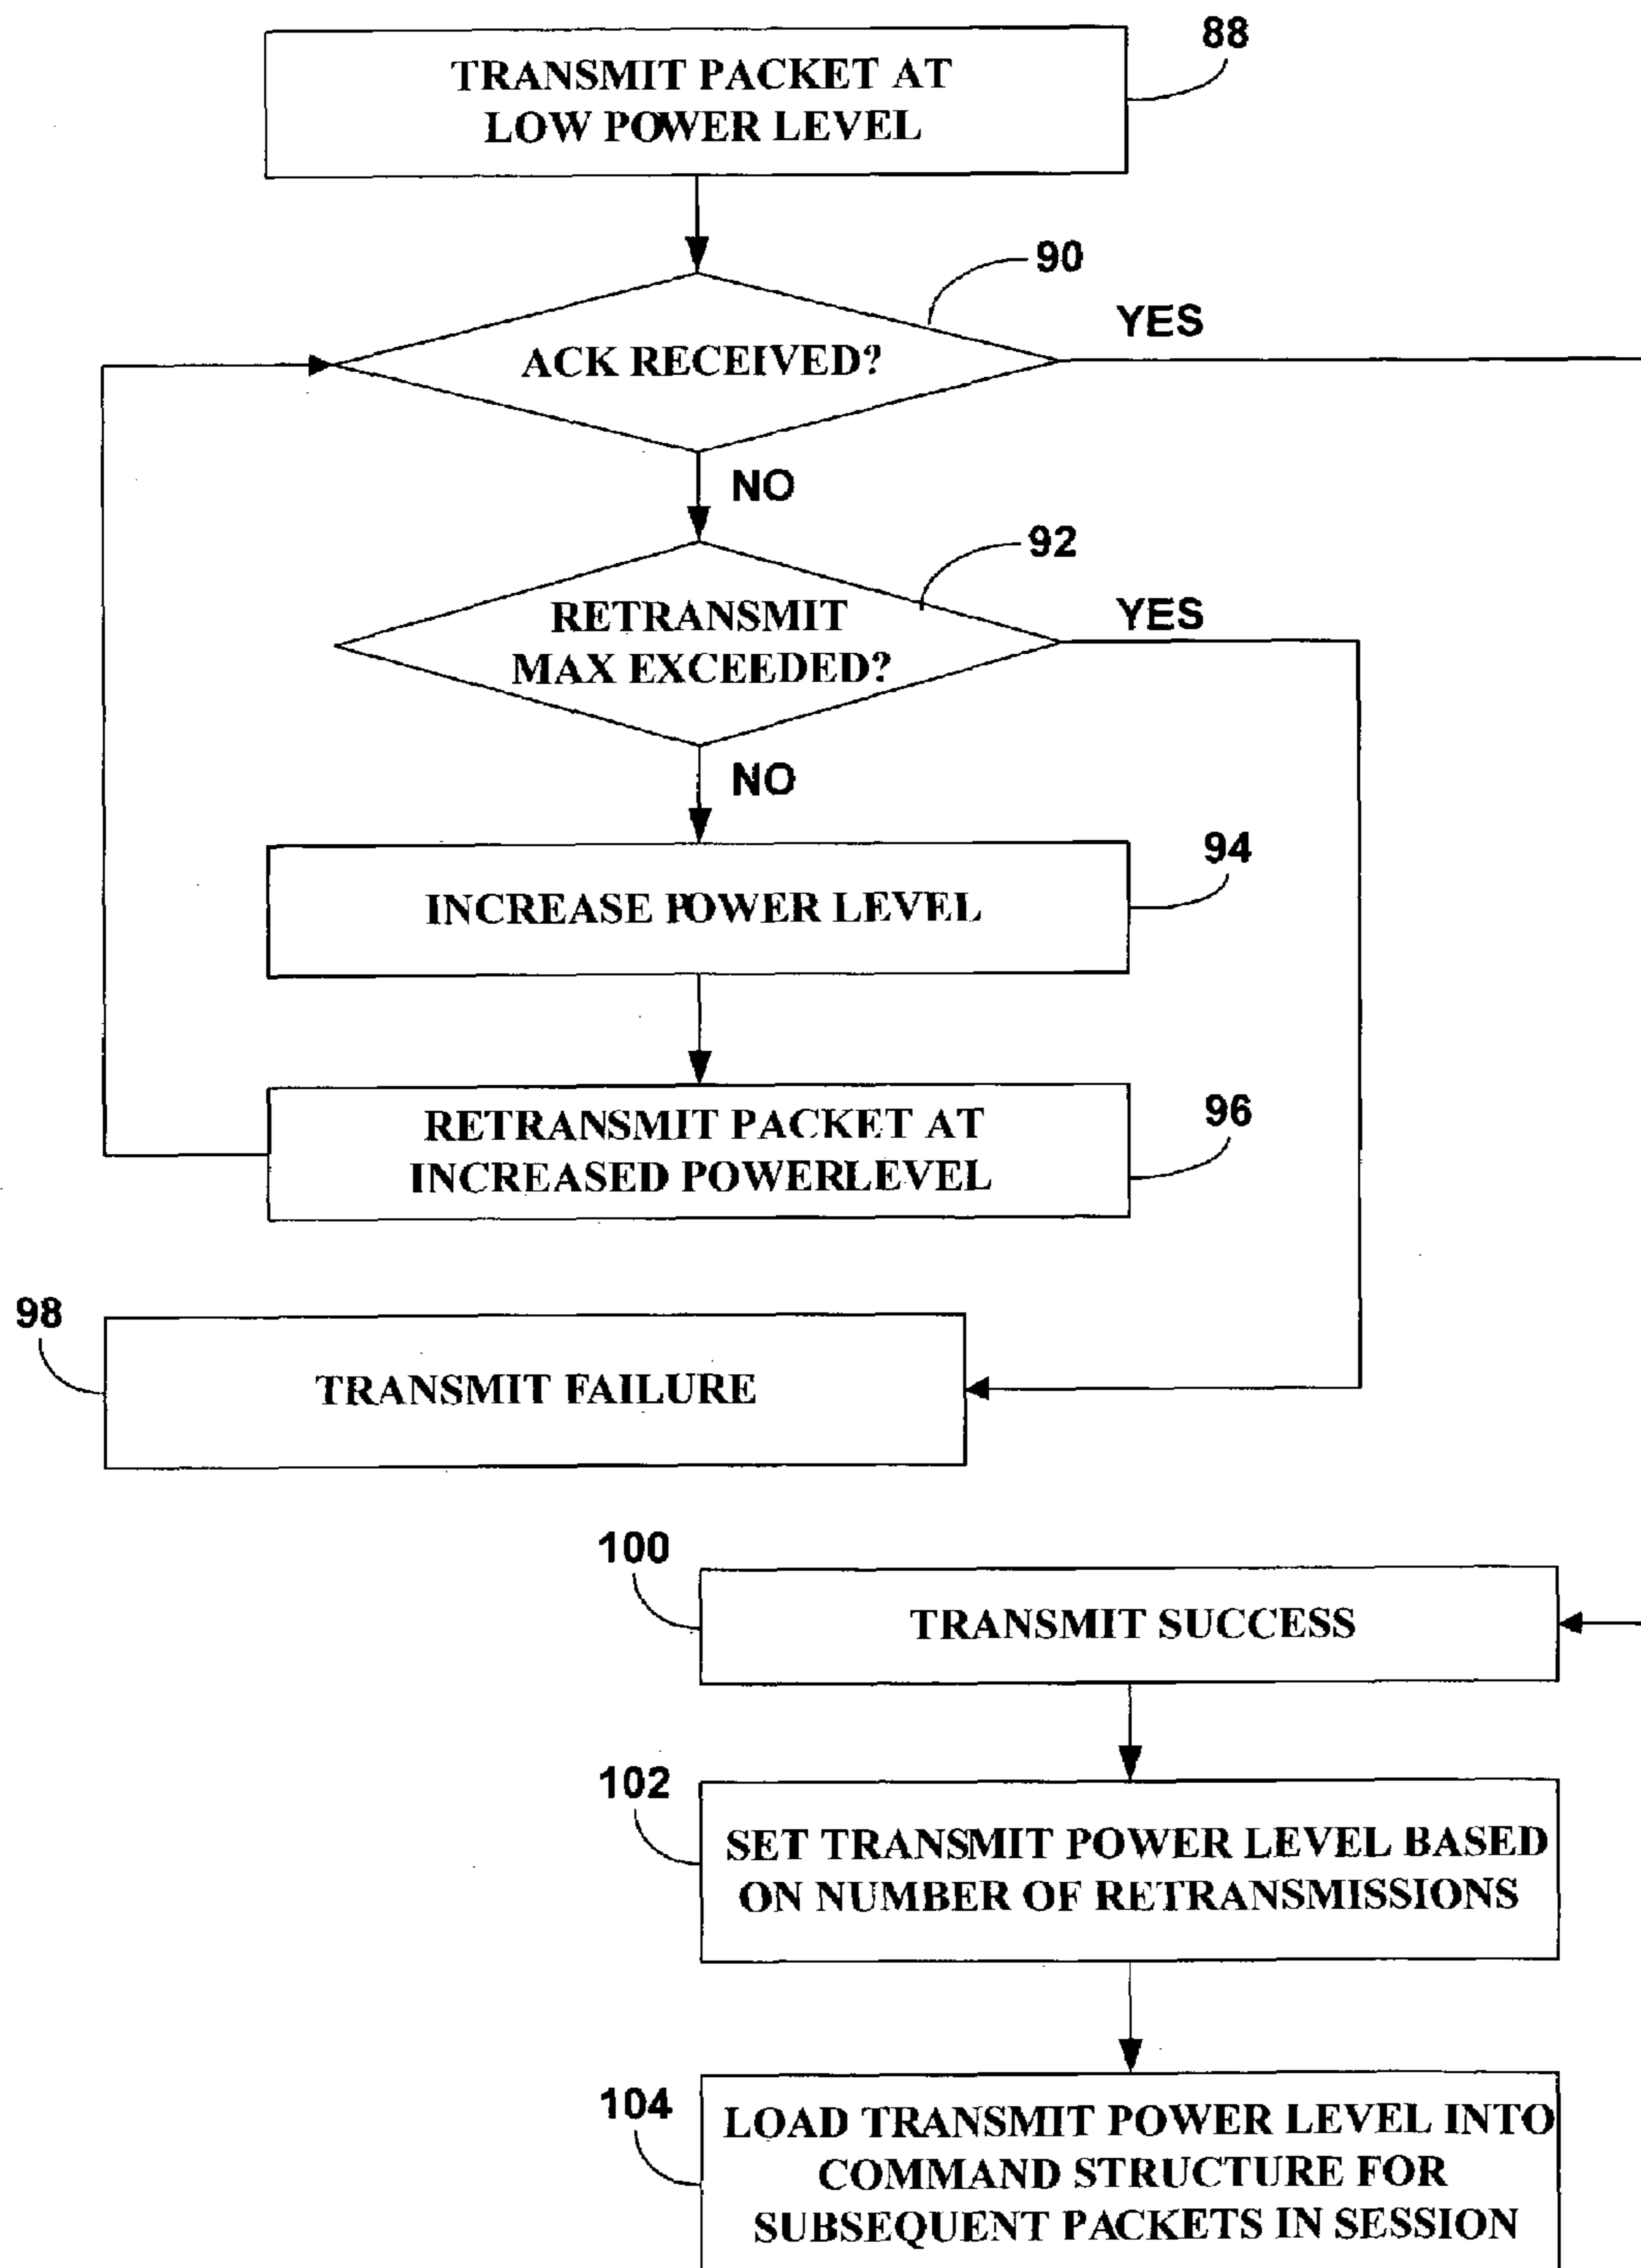 88
TRANSMIT PACKET AT
LOW POWER LEVEL
90
YES
ACK RECEIVED?
NO
92
YES
RETRANSMIT
MAX EXCEEDED?
NO
94
INCREASE POWER LEVEL
96
RETRANSMIT PACKET AT
INCREASED POWERLEVEL
98
TRANSMIT FAILURE
100
TRANSMIT SUCCESS
102
SET TRANSMIT POWER LEVEL BASED
ON NUMBER OF RETRANSMISSIONS
104
LOAD TRANSMIT POWER LEVEL INTO
COMMAND STRUCTURE FOR
SUBSEQUENT PACKETS IN SESSION